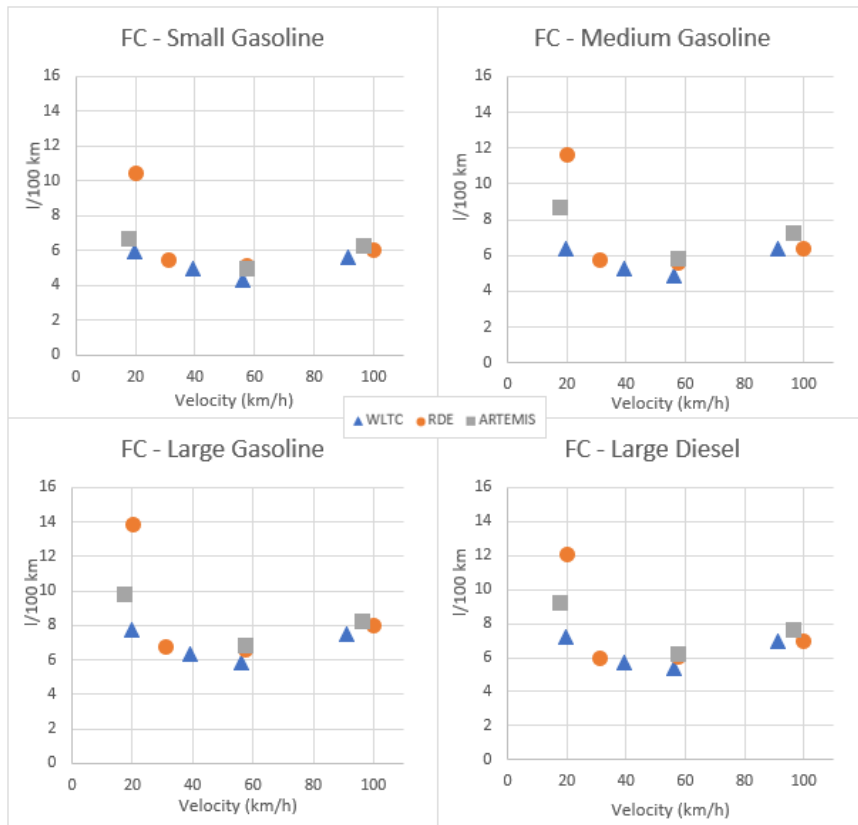 FC - Small Gasoline
16
14
12
10
8
6
4
2
0
l/100 km
0 20 40 60 80 100
Velocity (km/h)
FC - Medium Gasoline
16
14
12
10
8
6
4
2
0
l/100 km
0 20 40 60 80 100
Velocity (km/h)
WLTC RDE ARTEMIS
FC - Large Gasoline
16
14
12
10
8
6
4
2
0
l/100 km
0 20 40 60 80 100
Velocity (km/h)
FC - Large Diesel
16
14
12
10
8
6
4
2
0
l/100 km
0 20 40 60 80 100
Velocity (km/h)